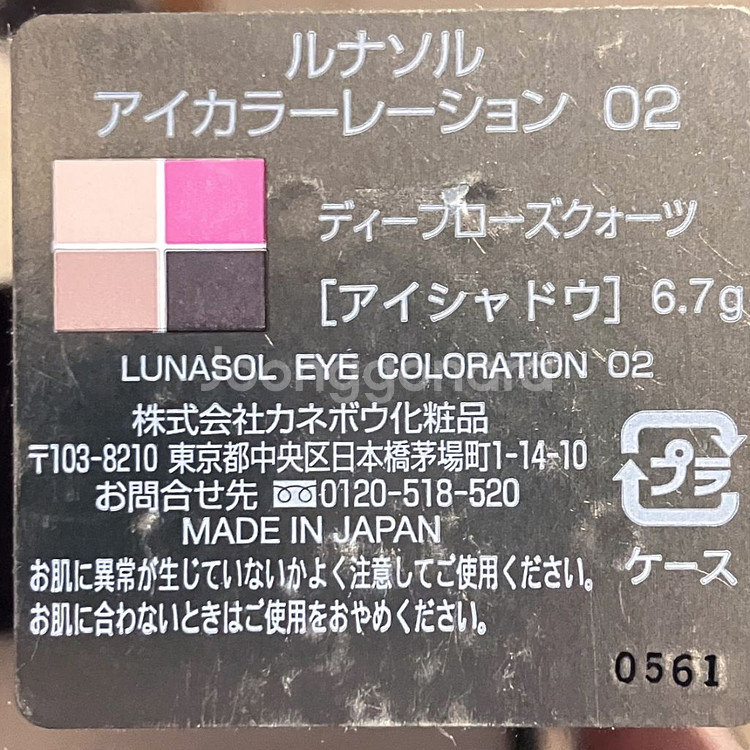 ルナソル
アイカラーレーション 02
ディープローズクォーツ
[アイシャドウ] 6.7g
LUNASOL EYE COLORATION 02
Joonggonara
株式会社カネボウ化粧品
〒103-8210 東京都中央区日本橋茅場町1-14-10
お問合せ先 0120-518-520
MADE IN JAPAN
プラ
ケース
お肌に異常が生じていないかよく注意してご使用ください。
お肌に合わないときはご使用をおやめください。
0561